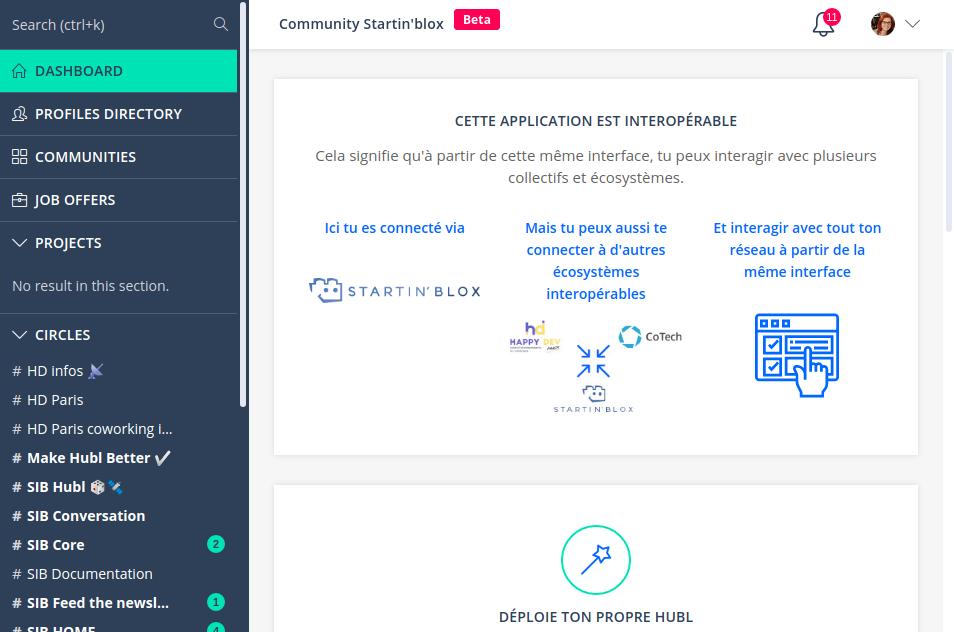 Search (ctrl+k)
Community Startin'blox
Beta
11
DASHBOARD
PROFILES DIRECTORY
COMMUNITIES
JOB OFFERS
PROJECTS
No result in this section.
CIRCLES
# HD infos
# HD Paris
# HD Paris coworking i...
# Make Hubl Better
# SIB Hubl
# SIB Conversation
# SIB Core
2
# SIB Documentation
# SIB Feed the newsl...
1
# SIB HOME
4
CETTE APPLICATION EST INTEROPÉRABLE
Cela signifie qu'à partir de cette même interface, tu peux interagir avec plusieurs
collectifs et écosystèmes.
Ici tu es connecté via
STARTIN'BLOX
Mais tu peux aussi te
connecter à d'autres
écosystèmes
interopérables
hd
HAPPY DEV
CoTech
STARTIN'BLOX
Et interagir avec tout ton
réseau à partir de la
même interface
DÉPLOIE TON PROPRE HUBL